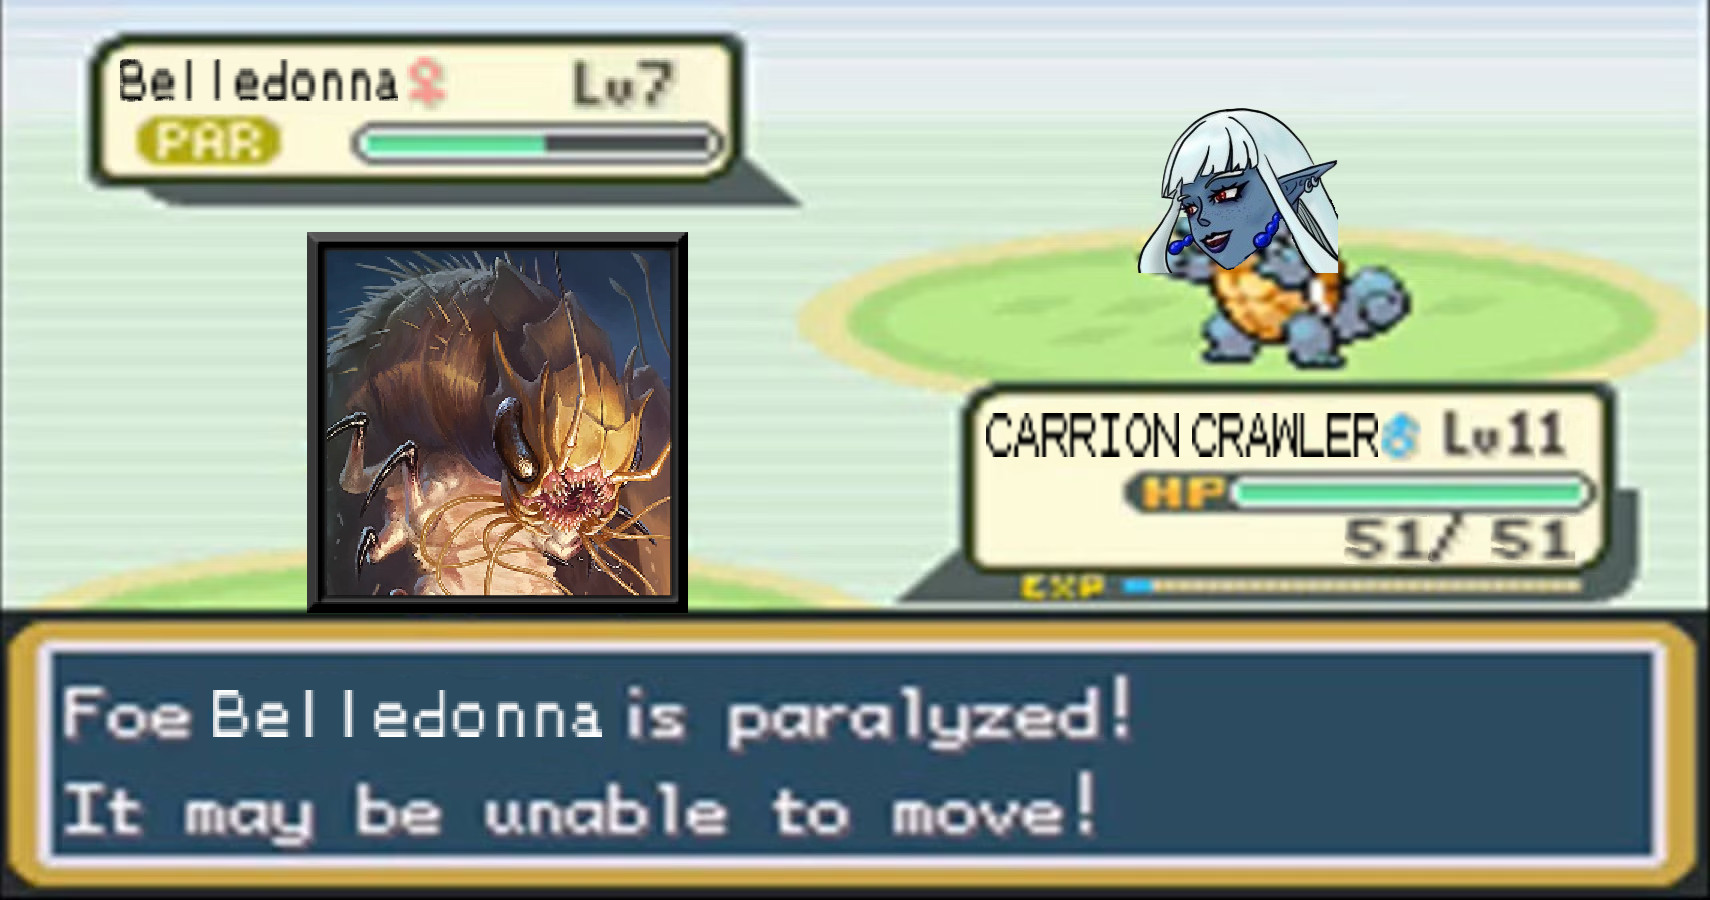 Belledonna♀ Lv7
PAR
CARRION CRAWLER♂ Lv11
HP
51/ 51
EXP
Foe Belledonna is paralyzed!
It may be unable to move!